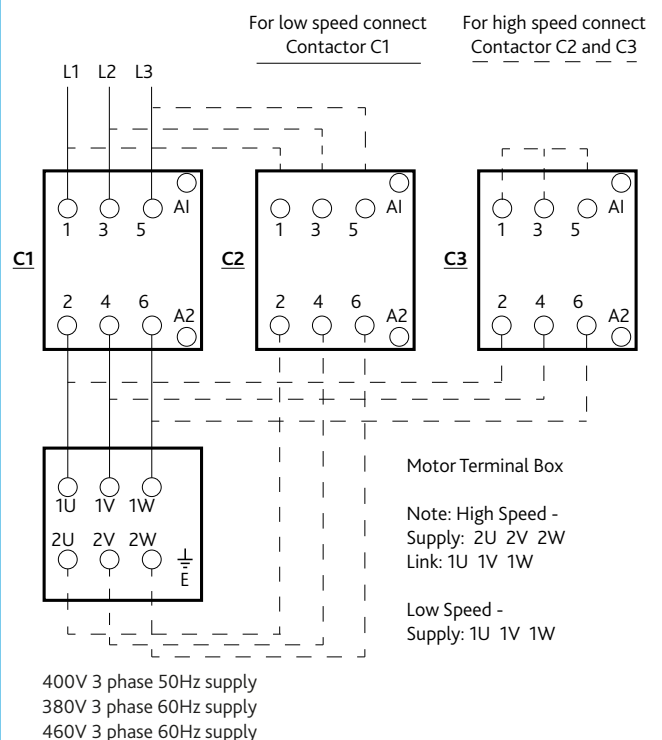 For low speed connect
Contactor C1
For high speed connect
Contactor C2 and C3
L1 L2 L3
AI AI AI
1 3 5 1 3 5 1 3 5
C1 C2 C3
2 4 6 2 4 6 2 4 6
A2 A2 A2
Motor Terminal Box
1U 1V 1W
Note: High Speed -
Supply: 2U 2V 2W
Link: 1U 1V 1W
2U 2V 2W
E
Low Speed -
Supply: 1U 1V 1W
400V 3 phase 50Hz supply
380V 3 phase 60Hz supply
460V 3 phase 60Hz supply